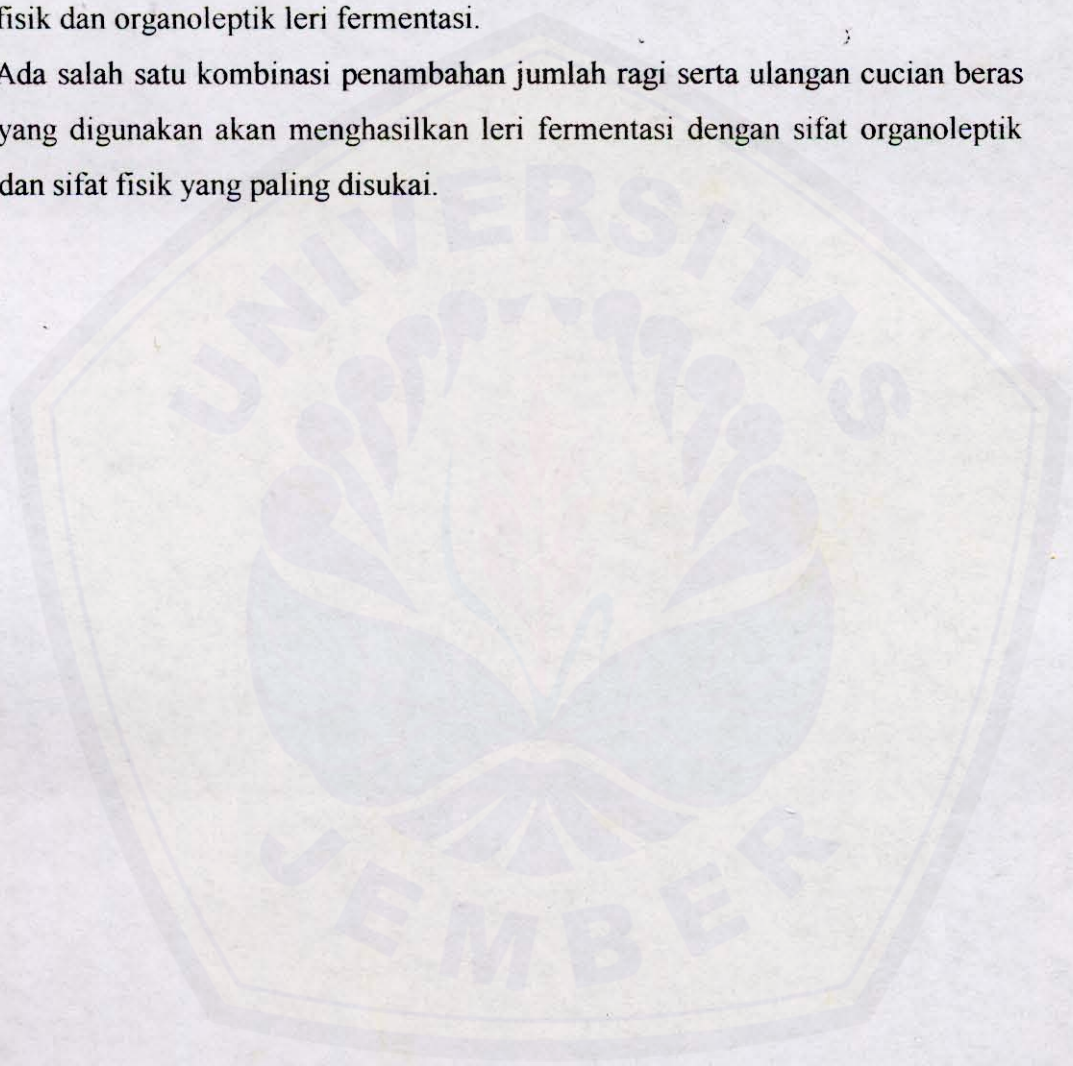 fisik dan organoleptik leri fermentasi.
Ada salah satu kombinasi penambahan jumlah ragi serta ulangan cucian beras
yang digunakan akan menghasilkan leri fermentasi dengan sifat organoleptik
dan sifat fisik yang paling disukai.
UNIVERSITAS
JEMBER